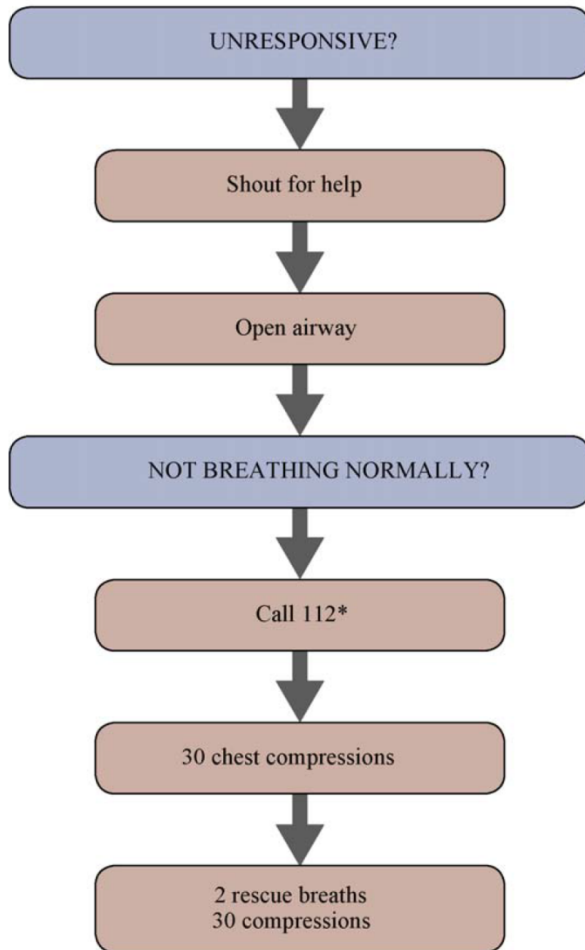 UNRESPONSIVE?
Shout for help
Open airway
NOT BREATHING NORMALLY?
Call 112*
30 chest compressions
2 rescue breaths
30 compressions